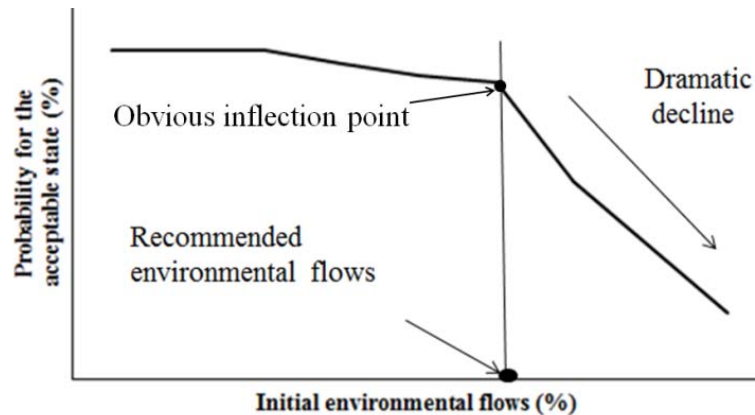 Probability for the
acceptable state (%)
Dramatic
decline
Obvious inflection point
Recommended
environmental flows
Initial environmental flows (%)